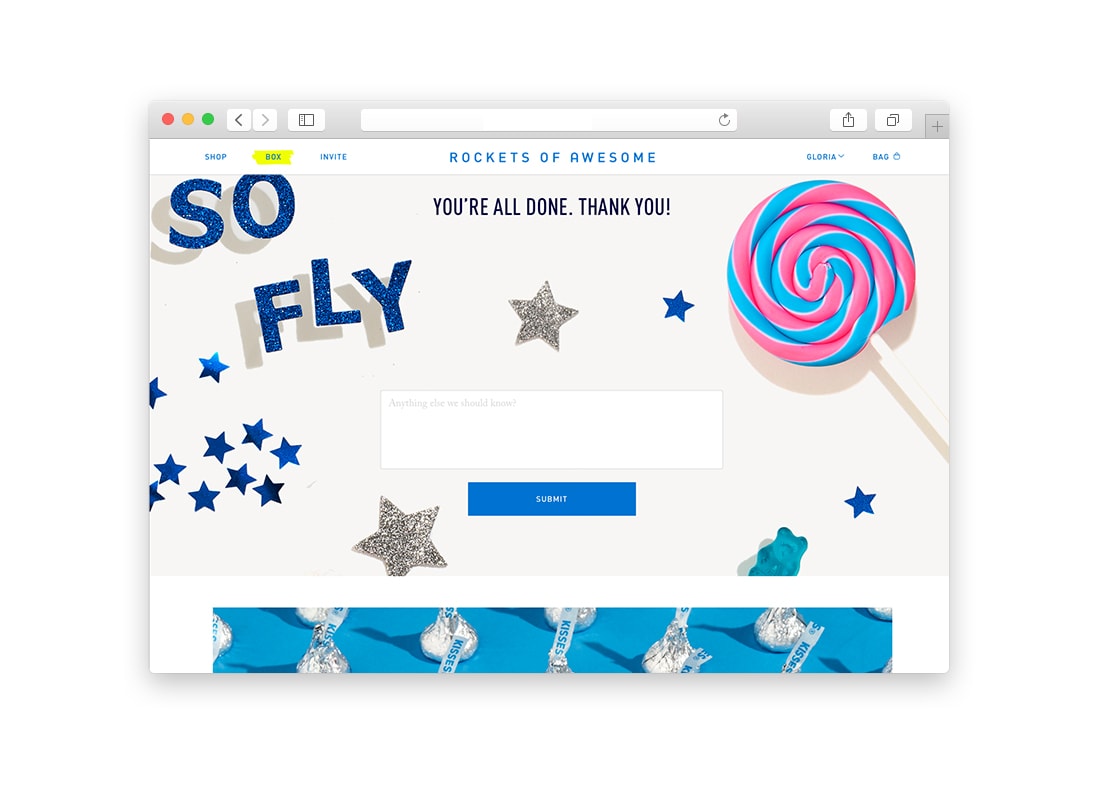 SHOP
BOX
INVITE
ROCKETS OF AWESOME
GLORIA
BAG
SO
FLY
YOU'RE ALL DONE. THANK YOU!
Anything else we should know?
SUBMIT
KISSES
KISSES
KISSES
KISSES